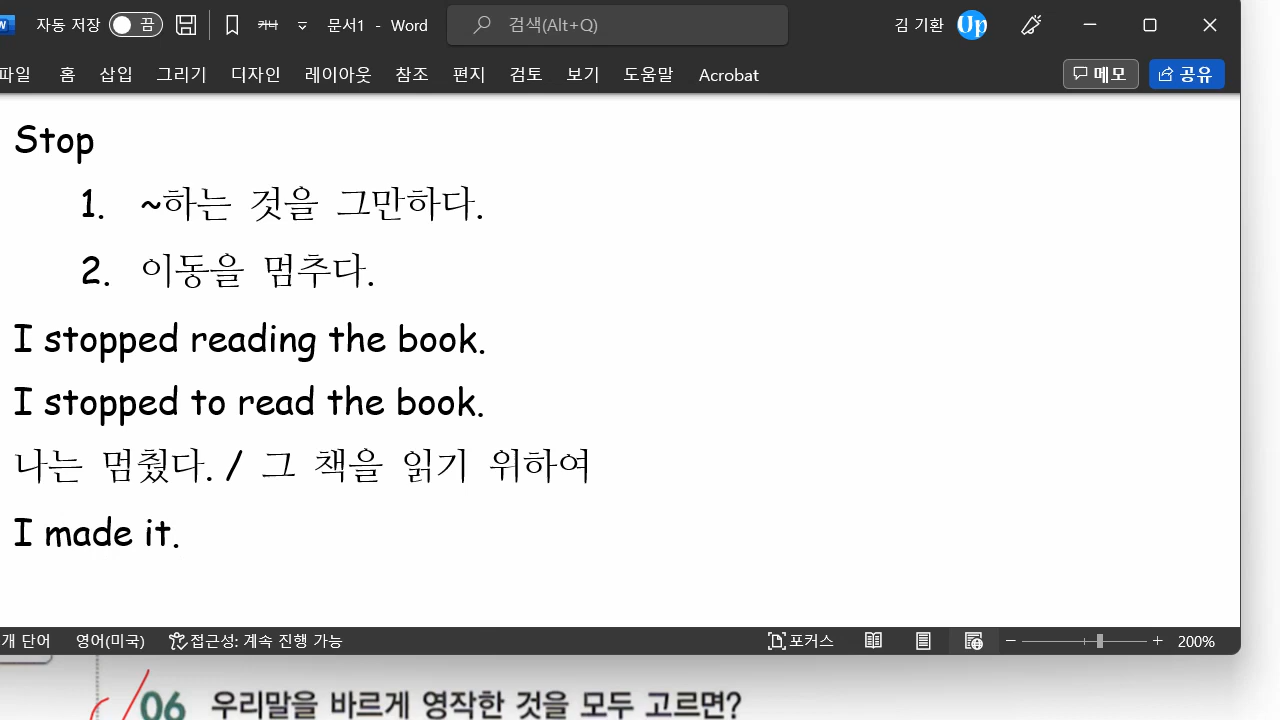 자동 저장 끔 가나 문서1 - Word 검색(Alt+Q) 김 기환 Up
파일 홈 삽입 그리기 디자인 레이아웃 참조 편지 검토 보기 도움말 Acrobat 메모 공유
Stop
1. ~하는 것을 그만하다.
2. 이동을 멈추다.
I stopped reading the book.
I stopped to read the book.
나는 멈췄다. / 그 책을 읽기 위하여
I made it.
개 단어 영어(미국) 접근성: 계속 진행 가능 포커스 200%
06 우리말을 바르게 영작한 것을 모두 고르면?